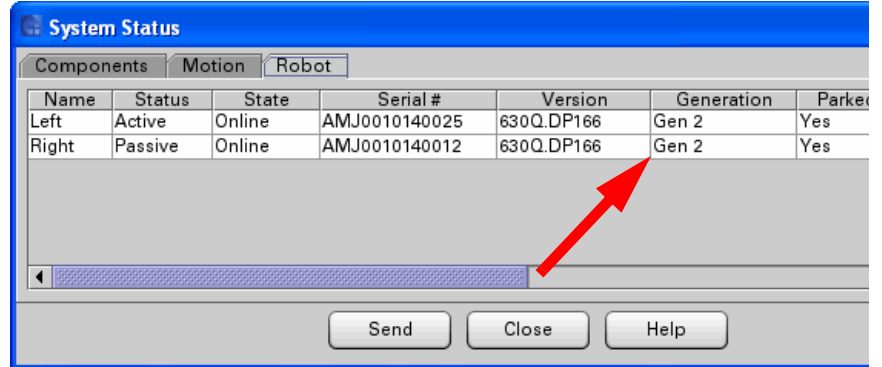 System Status
Components Motion Robot
Name Status State Serial # Version Generation Parked
Left Active Online AMJ0010140025 630Q.DP166 Gen 2 Yes
Right Passive Online AMJ0010140012 630Q.DP166 Gen 2 Yes
Send Close Help